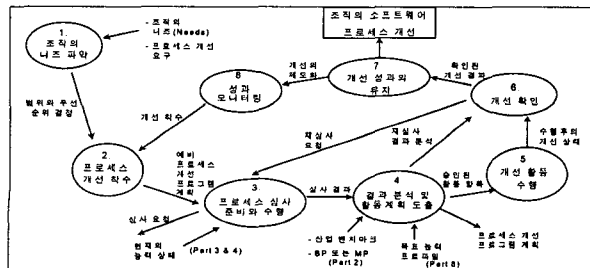 조직의 소프트웨어
프로세스 개선
1.
조직의
니즈 파악
- 조직의
니즈(Needs)
- 프로세스 개선
요구
8
성과
모니터링
개선의
제도화
7
개선 성과의
유지
확인된
개선 결과
6.
개선 확인
범위와 우선
순위 결정
개선 착수
재심사
요청
재심사
결과 분석
수행후의
개선 상태
2.
프로세스
개선 착수
예비
프로세스
개선
프로그램
계획
3
프로세스 심사
준비와 수행
심사 결과
4
결과 분석 및
활동계획 도출
승인된
활동 항목
5
개선 활동
수행
심사 요청
현재의
능력 상태
(Part 3 & 4)
- 산업 벤치마크
- BP 또는 MP
(Part 2)
목표 능력
프로파일
(Part 8)
프로세스 개선
프로그램 계획